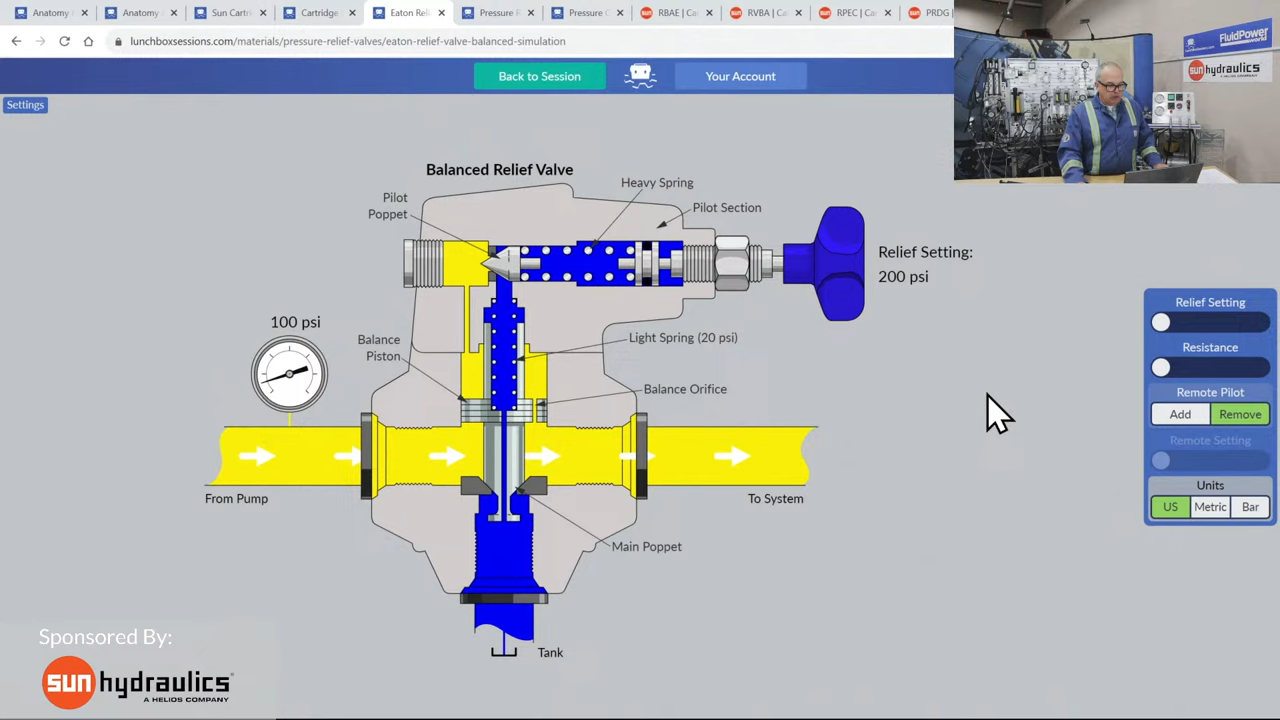 Anatomy
Anatomy
Sun Cartr
Cartridge
Eaton Reli
Pressure R
Pressure C
RBAE | Ca
RVBA | Ca
RPEC | Ca
PRDG
lunchboxsessions.com/materials/pressure-relief-valves/eaton-relief-valve-balanced-simulation
Back to Session
Your Account
FluidPower
world
sun hydraulics
A HELIOS COMPANY
Settings
Balanced Relief Valve
Pilot
Poppet
Heavy Spring
Pilot Section
Relief Setting:
200 psi
100 psi
Balance
Piston
Light Spring (20 psi)
Balance Orifice
From Pump
To System
Main Poppet
Tank
Relief Setting
Resistance
Remote Pilot
Add
Remove
Remote Setting
Units
US
Metric
Bar
Sponsored By:
sun hydraulics
A HELIOS COMPANY